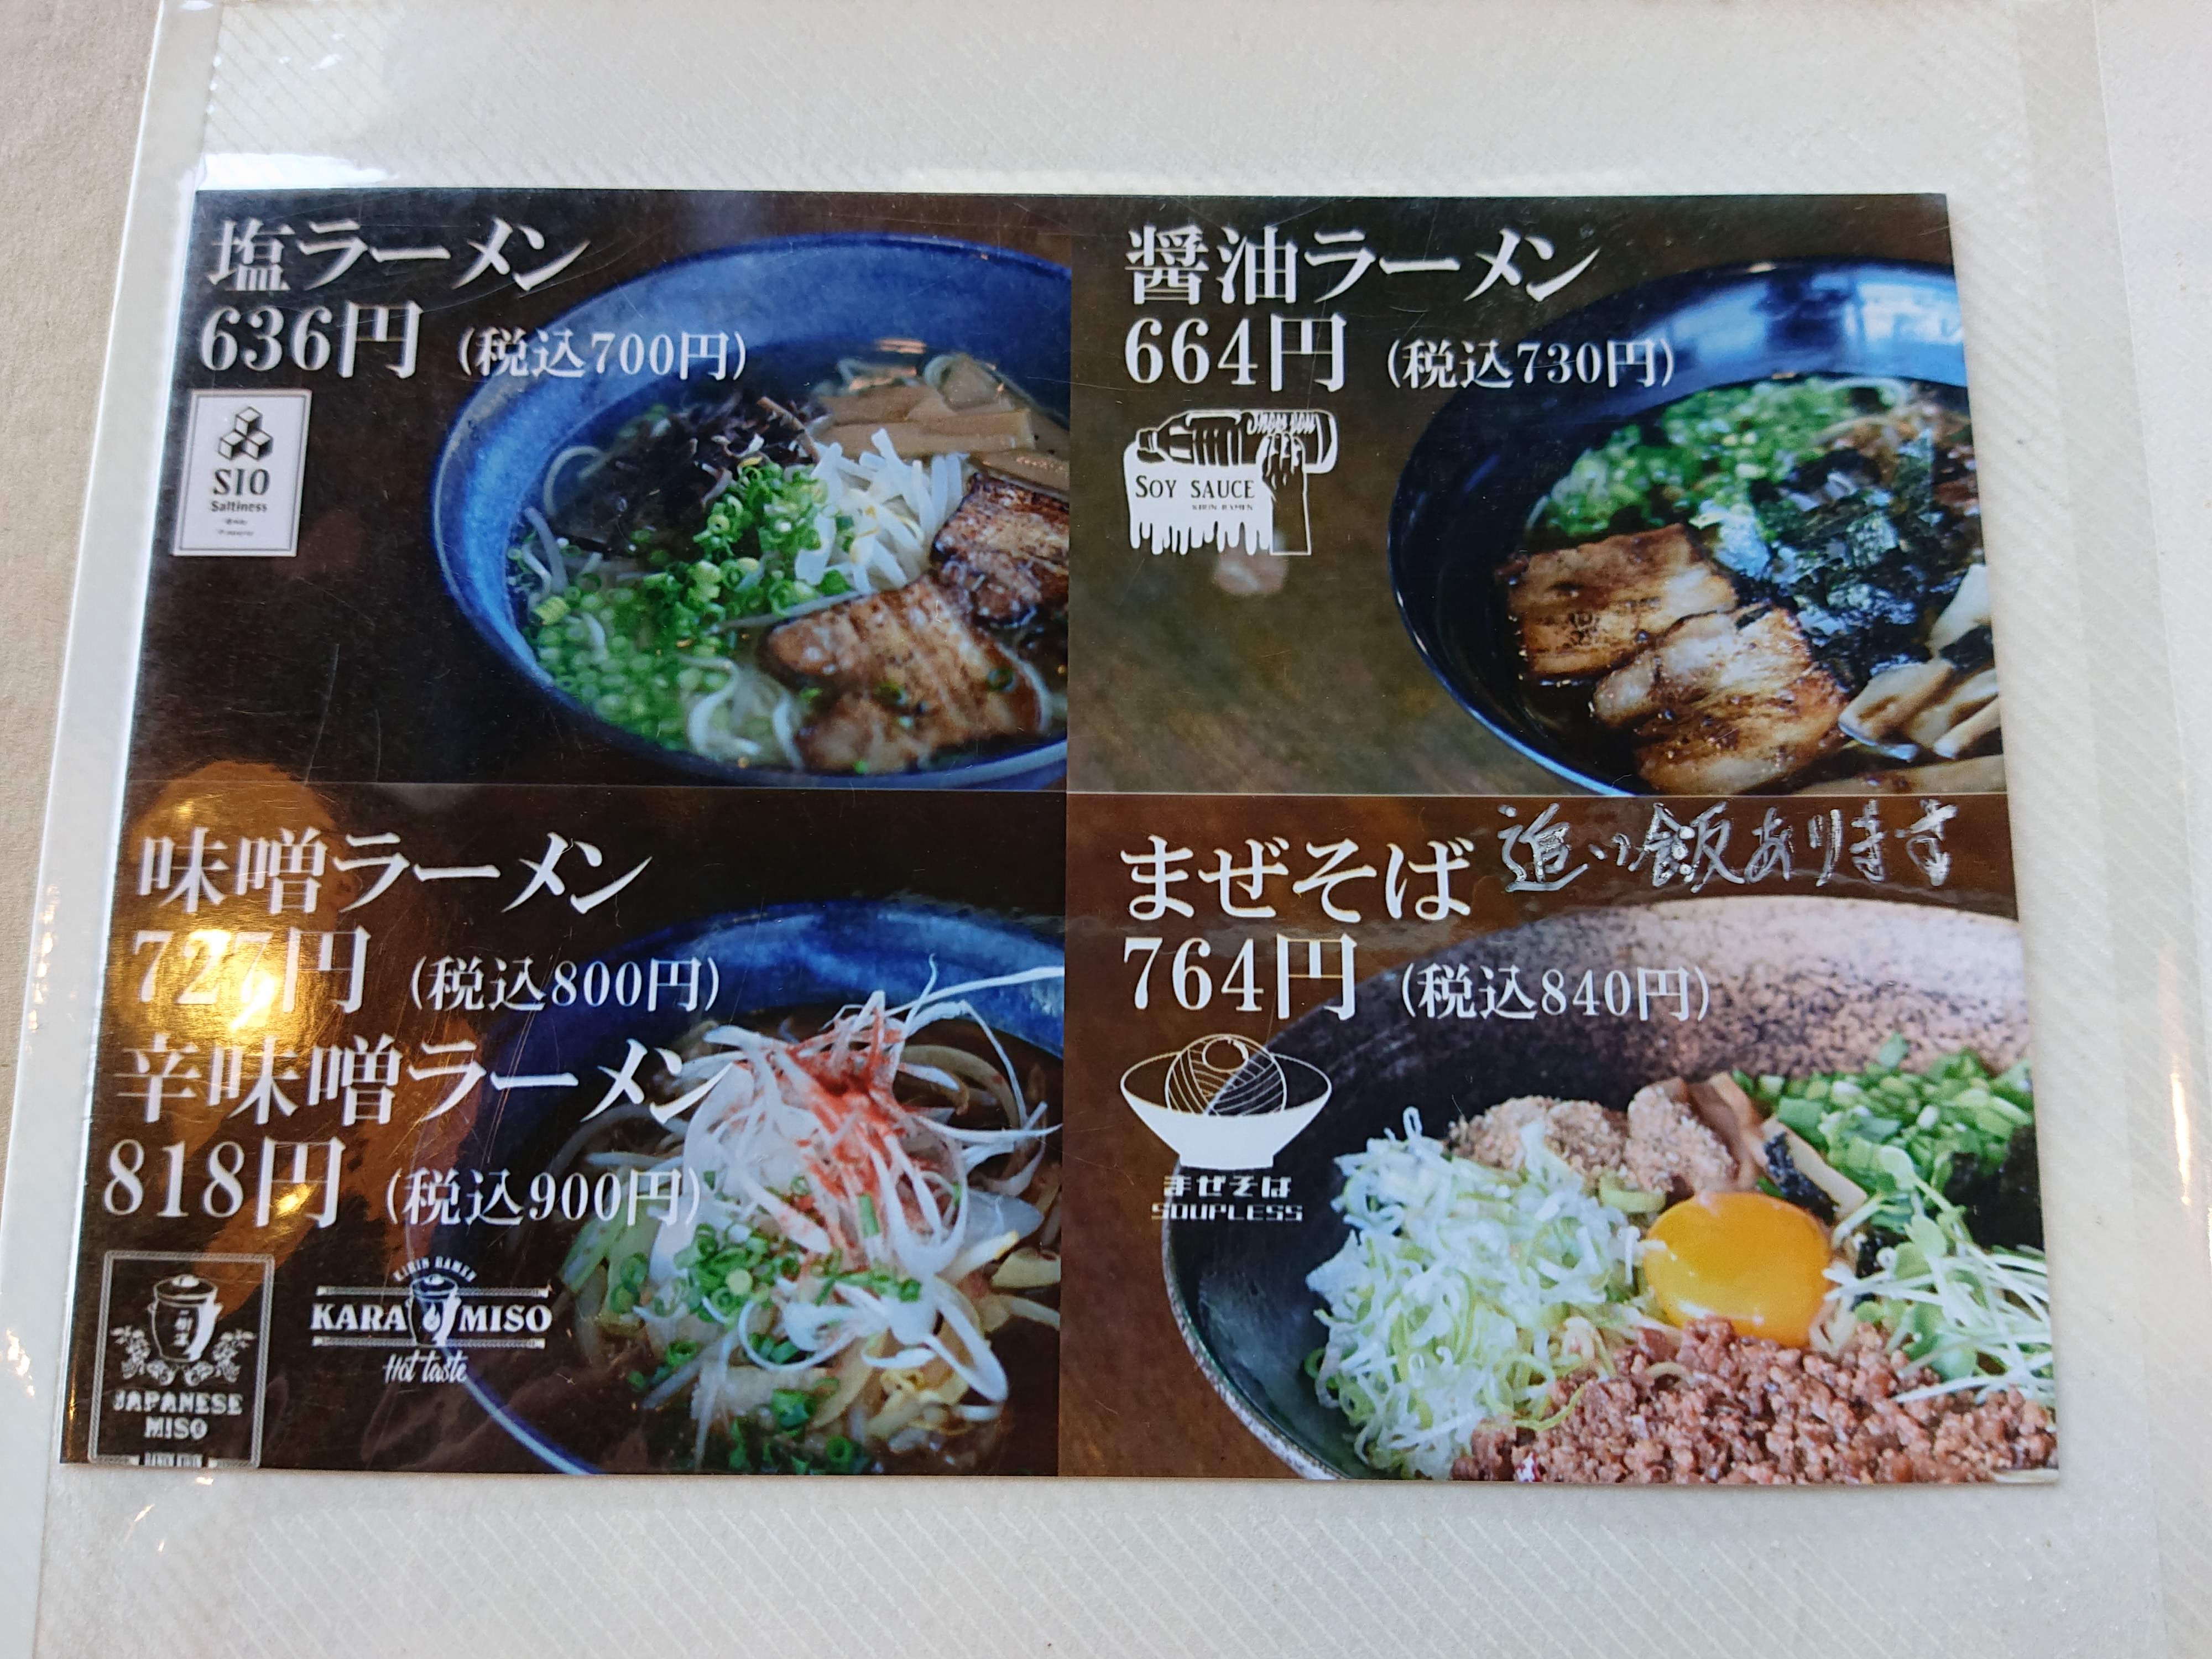 塩ラーメン
636円 (税込700円)
SIO
Saltiness
醤油ラーメン
664円 (税込730円)
SOY SAUCE
KIRIN RAMEN
味噌ラーメン
727円 (税込800円)
辛味噌ラーメン
818円 (税込900円)
JAPANESE
MISO
KIRIN RAMEN
KARA MISO
Hot taste
まぜそば 追い飯あります
764円 (税込840円)
まぜそば
SOUPLESS